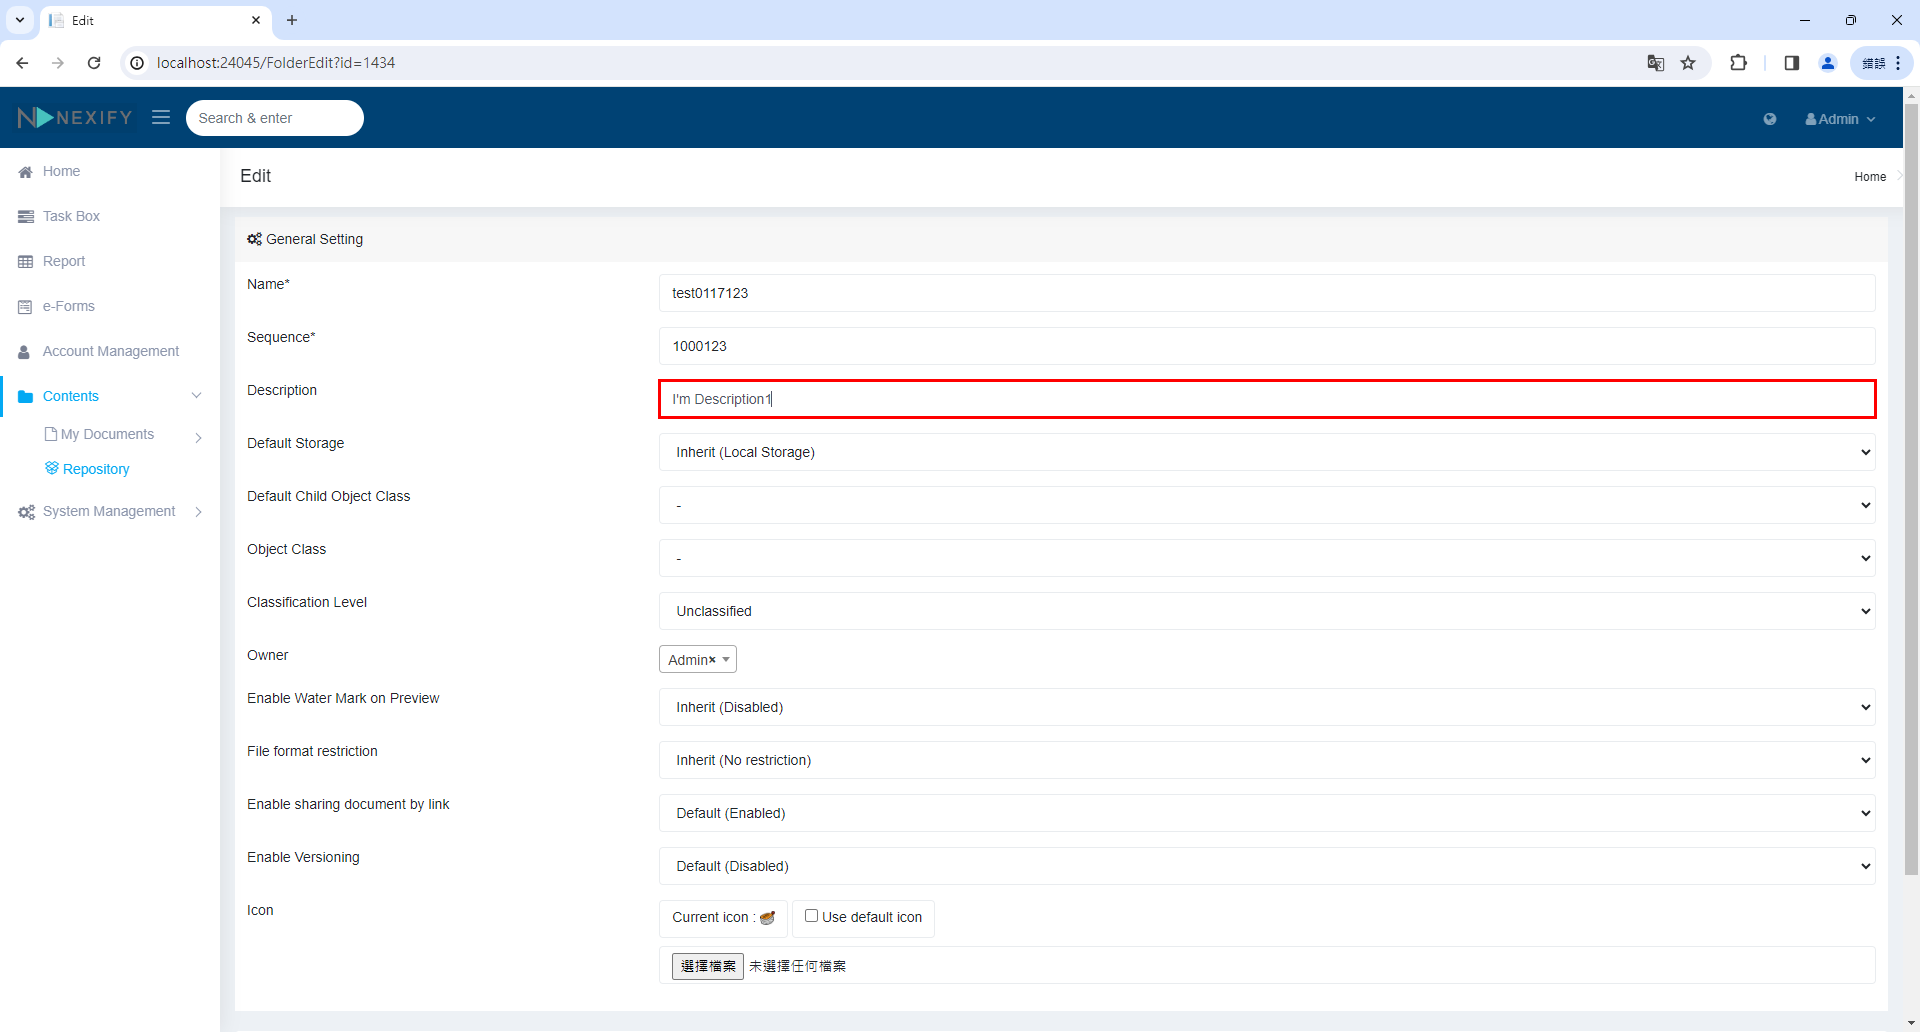 Edit
localhost:24045/FolderEdit?id=1434
錯誤
NEXIFY
Search & enter
Admin
Home
Task Box
Report
e-Forms
Account Management
Contents
My Documents
Repository
System Management
Edit
Home
General Setting
Name*
test0117123
Sequence*
1000123
Description
I'm Description1
Default Storage
Inherit (Local Storage)
Default Child Object Class
-
Object Class
-
Classification Level
Unclassified
Owner
Admin×
Enable Water Mark on Preview
Inherit (Disabled)
File format restriction
Inherit (No restriction)
Enable sharing document by link
Default (Enabled)
Enable Versioning
Default (Disabled)
Icon
Current icon :
Use default icon
選擇檔案 未選擇任何檔案